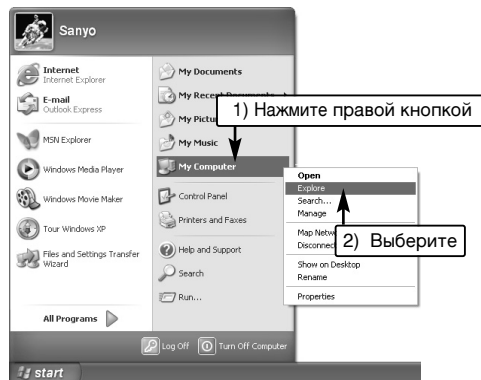 Sanyo
Internet
Internet Explorer
E-mail
Outlook Express
MSN Explorer
Windows Media Player
Windows Movie Maker
Tour Windows XP
Files and Settings Transfer
Wizard
All Programs
My Documents
My Recent Documents
My Pictu
My Music
My Computer
Control Panel
Printers and Faxes
Help and Support
Search
Run...
1) Нажмите правой кнопкой
Open
Explore
Search...
Manage
Map Netw
Disconnec
Show on Desktop
Rename
Properties
2) Выберите
Log Off
Turn Off Computer
start